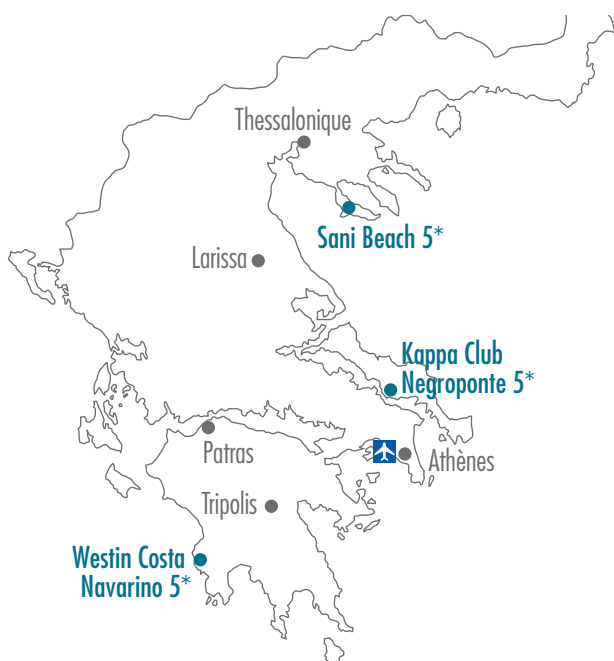 Thessalonique
Sani Beach 5*
Larissa
Kappa Club
Negroponte 5*
Patras
Athènes
Tripolis
Westin Costa
Navarino 5*